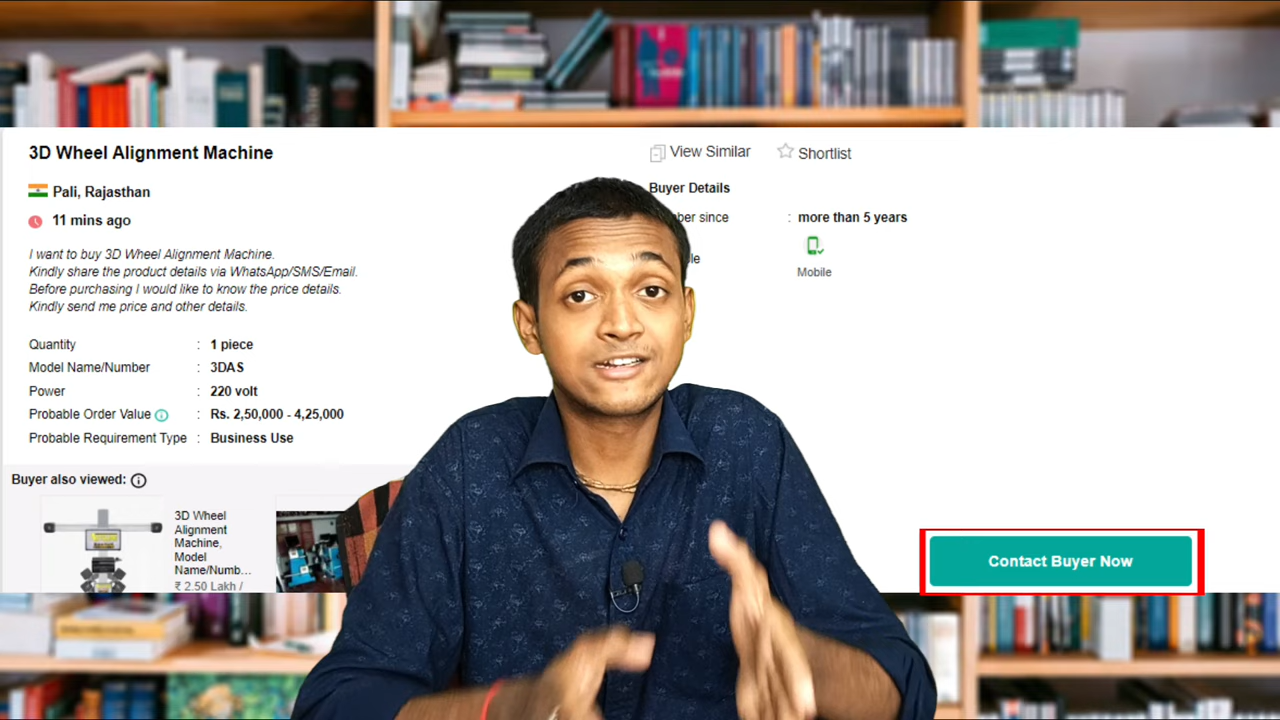 3D Wheel Alignment Machine
View Similar
Shortlist
Pali, Rajasthan
11 mins ago
I want to buy 3D Wheel Alignment Machine.
Kindly share the product details via WhatsApp/SMS/Email.
Before purchasing I would like to know the price details.
Kindly send me price and other details.
Quantity : 1 piece
Model Name/Number : 3DAS
Power : 220 volt
Probable Order Value : Rs. 2,50,000 - 4,25,000
Probable Requirement Type : Business Use
Buyer Details
since : more than 5 years
Mobile
Buyer also viewed:
3D Wheel
Alignment
Machine,
Model
Name/Numb...
₹ 2.50 Lakh /
Contact Buyer Now